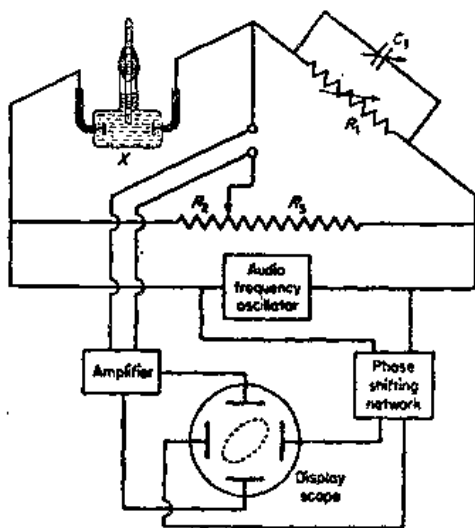 C₁
R₁
X
R₂
R₃
Audio
frequency
oscillator
Amplifier
Phase
shifting
network
Display
scope